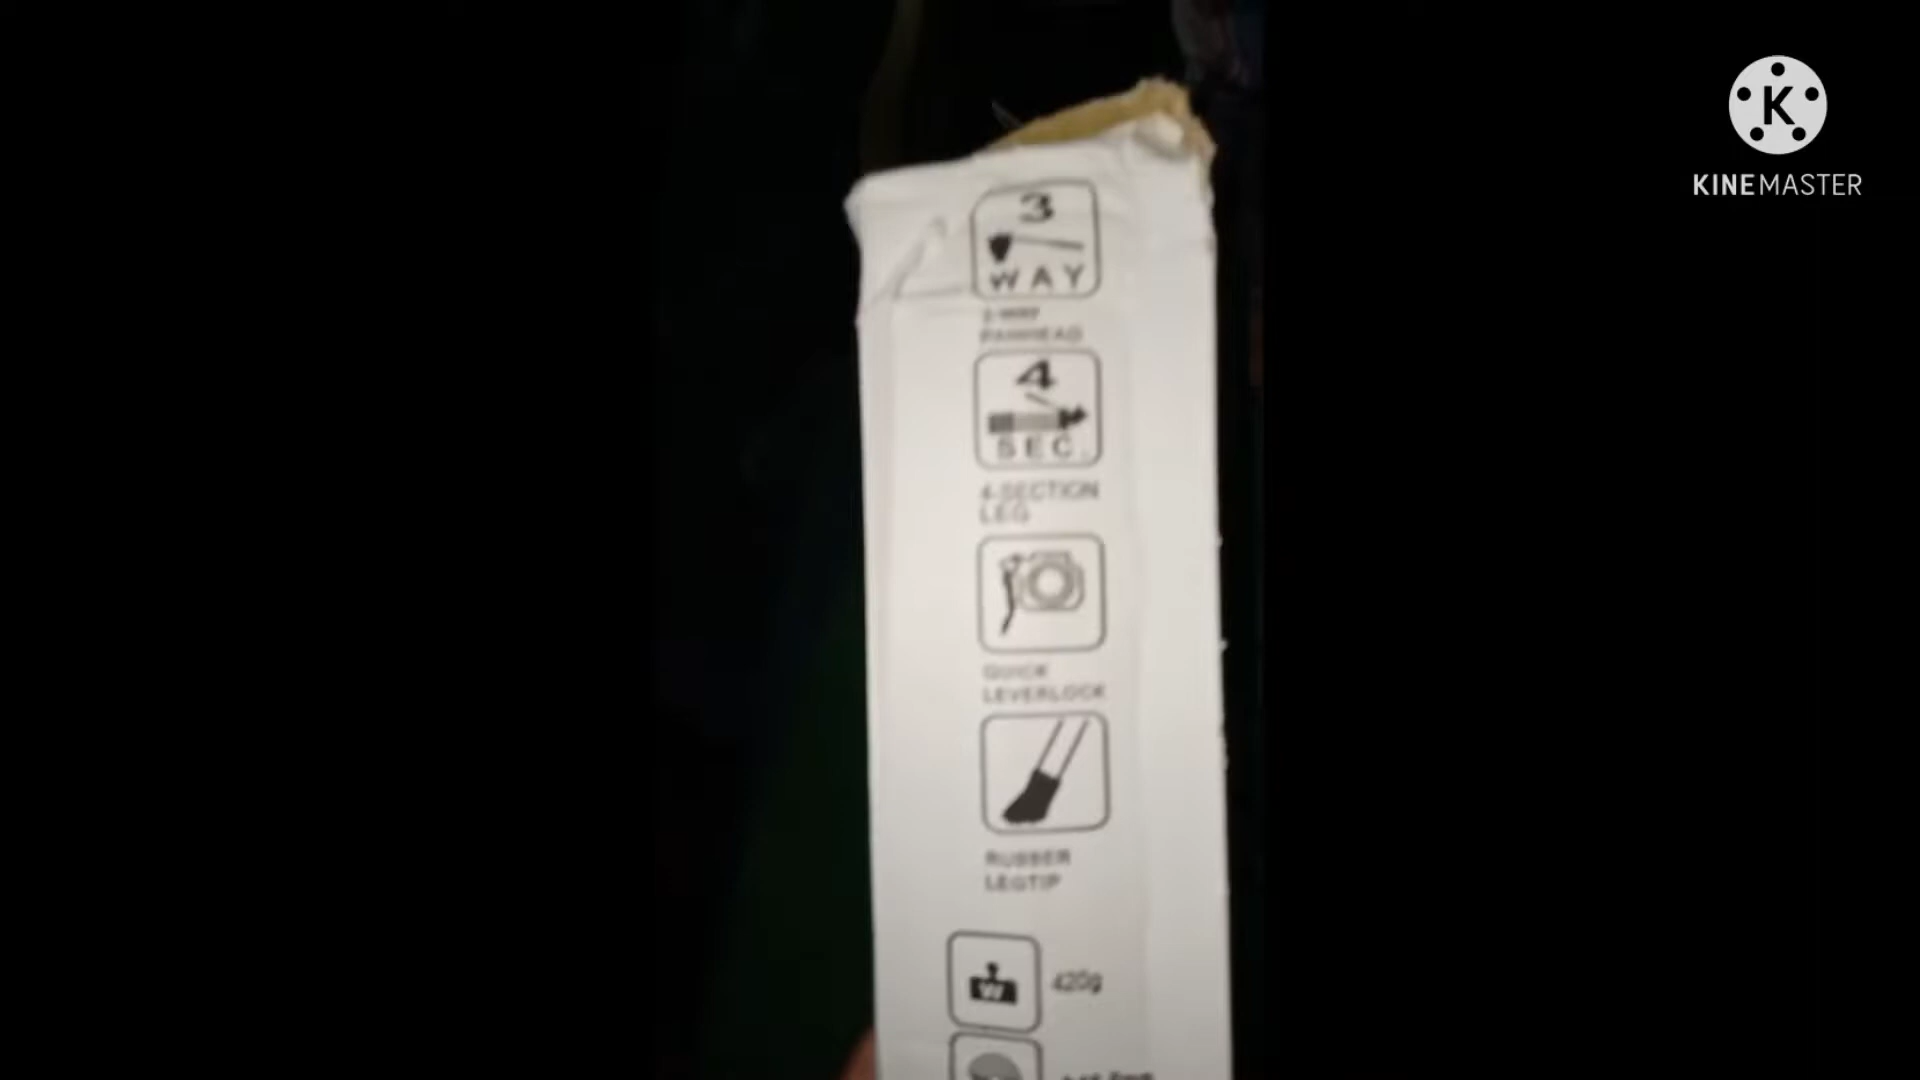 K
KINEMASTER
3
WAY
3-WAY
PANHEAD
4
SEC.
4-SECTION
LEG
QUICK
LEVERLOCK
RUBBER
LEGTIP
W
420g